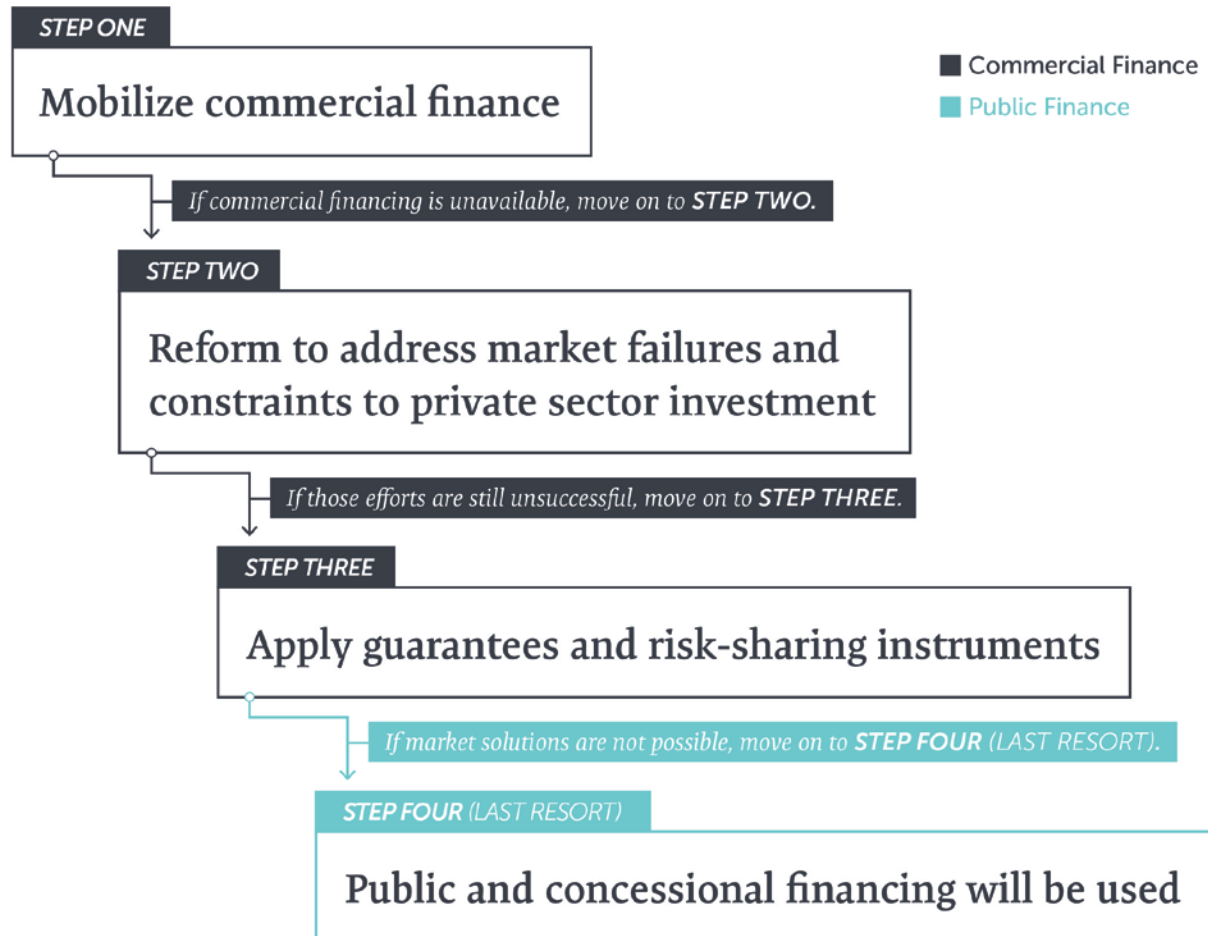 STEP ONE
Mobilize commercial finance
Commercial Finance
Public Finance
If commercial financing is unavailable, move on to STEP TWO.
STEP TWO
Reform to address market failures and
constraints to private sector investment
If those efforts are still unsuccessful, move on to STEP THREE.
STEP THREE
Apply guarantees and risk-sharing instruments
If market solutions are not possible, move on to STEP FOUR (LAST RESORT).
STEP FOUR (LAST RESORT)
Public and concessional financing will be used